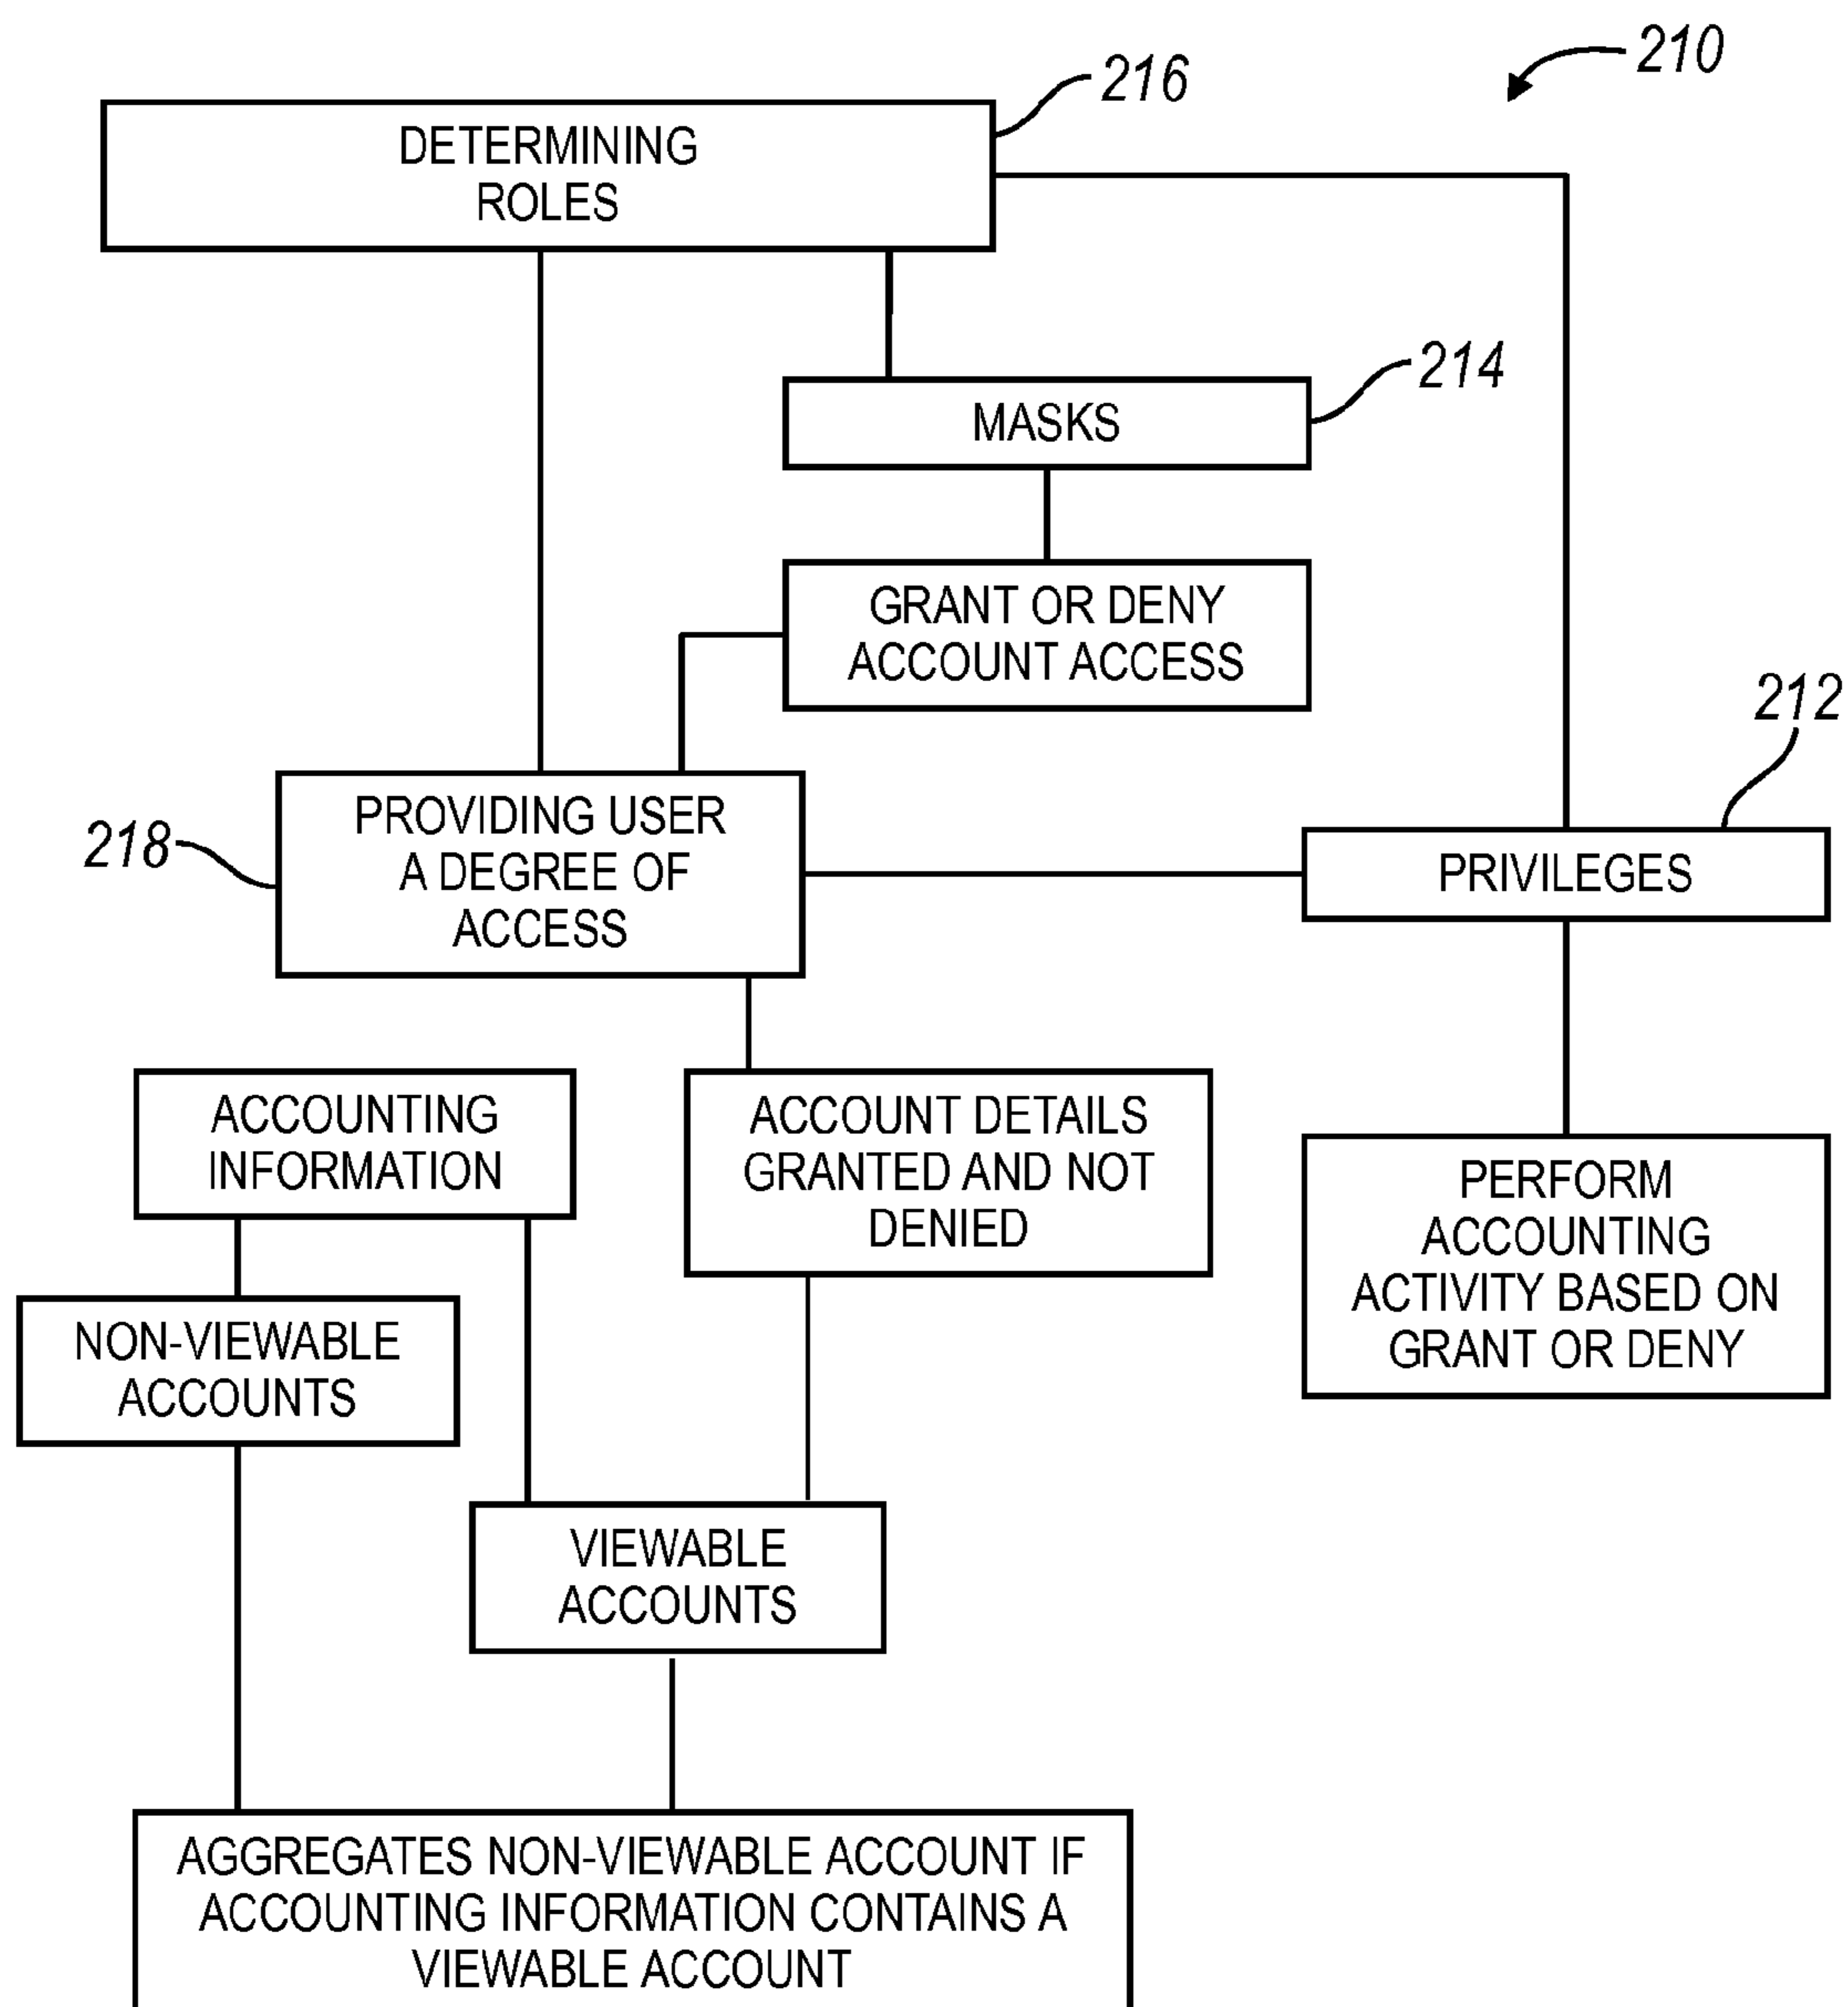 210
216
DETERMINING
ROLES
214
MASKS
GRANT OR DENY
ACCOUNT ACCESS
212
218
PROVIDING USER
A DEGREE OF
ACCESS
PRIVILEGES
ACCOUNTING
INFORMATION
ACCOUNT DETAILS
GRANTED AND NOT
DENIED
PERFORM
ACCOUNTING
ACTIVITY BASED ON
GRANT OR DENY
NON-VIEWABLE
ACCOUNTS
VIEWABLE
ACCOUNTS
AGGREGATES NON-VIEWABLE ACCOUNT IF
ACCOUNTING INFORMATION CONTAINS A
VIEWABLE ACCOUNT